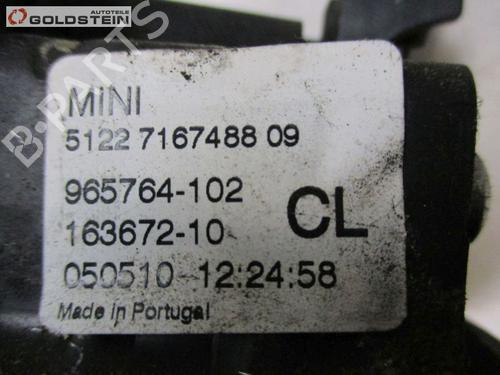 Autoteile
GOLDSTEIN
B-PARTS
MINI
5122 7167488 09
965764-102
163672-10
CL
050510 12:24:58
Made in Portugal